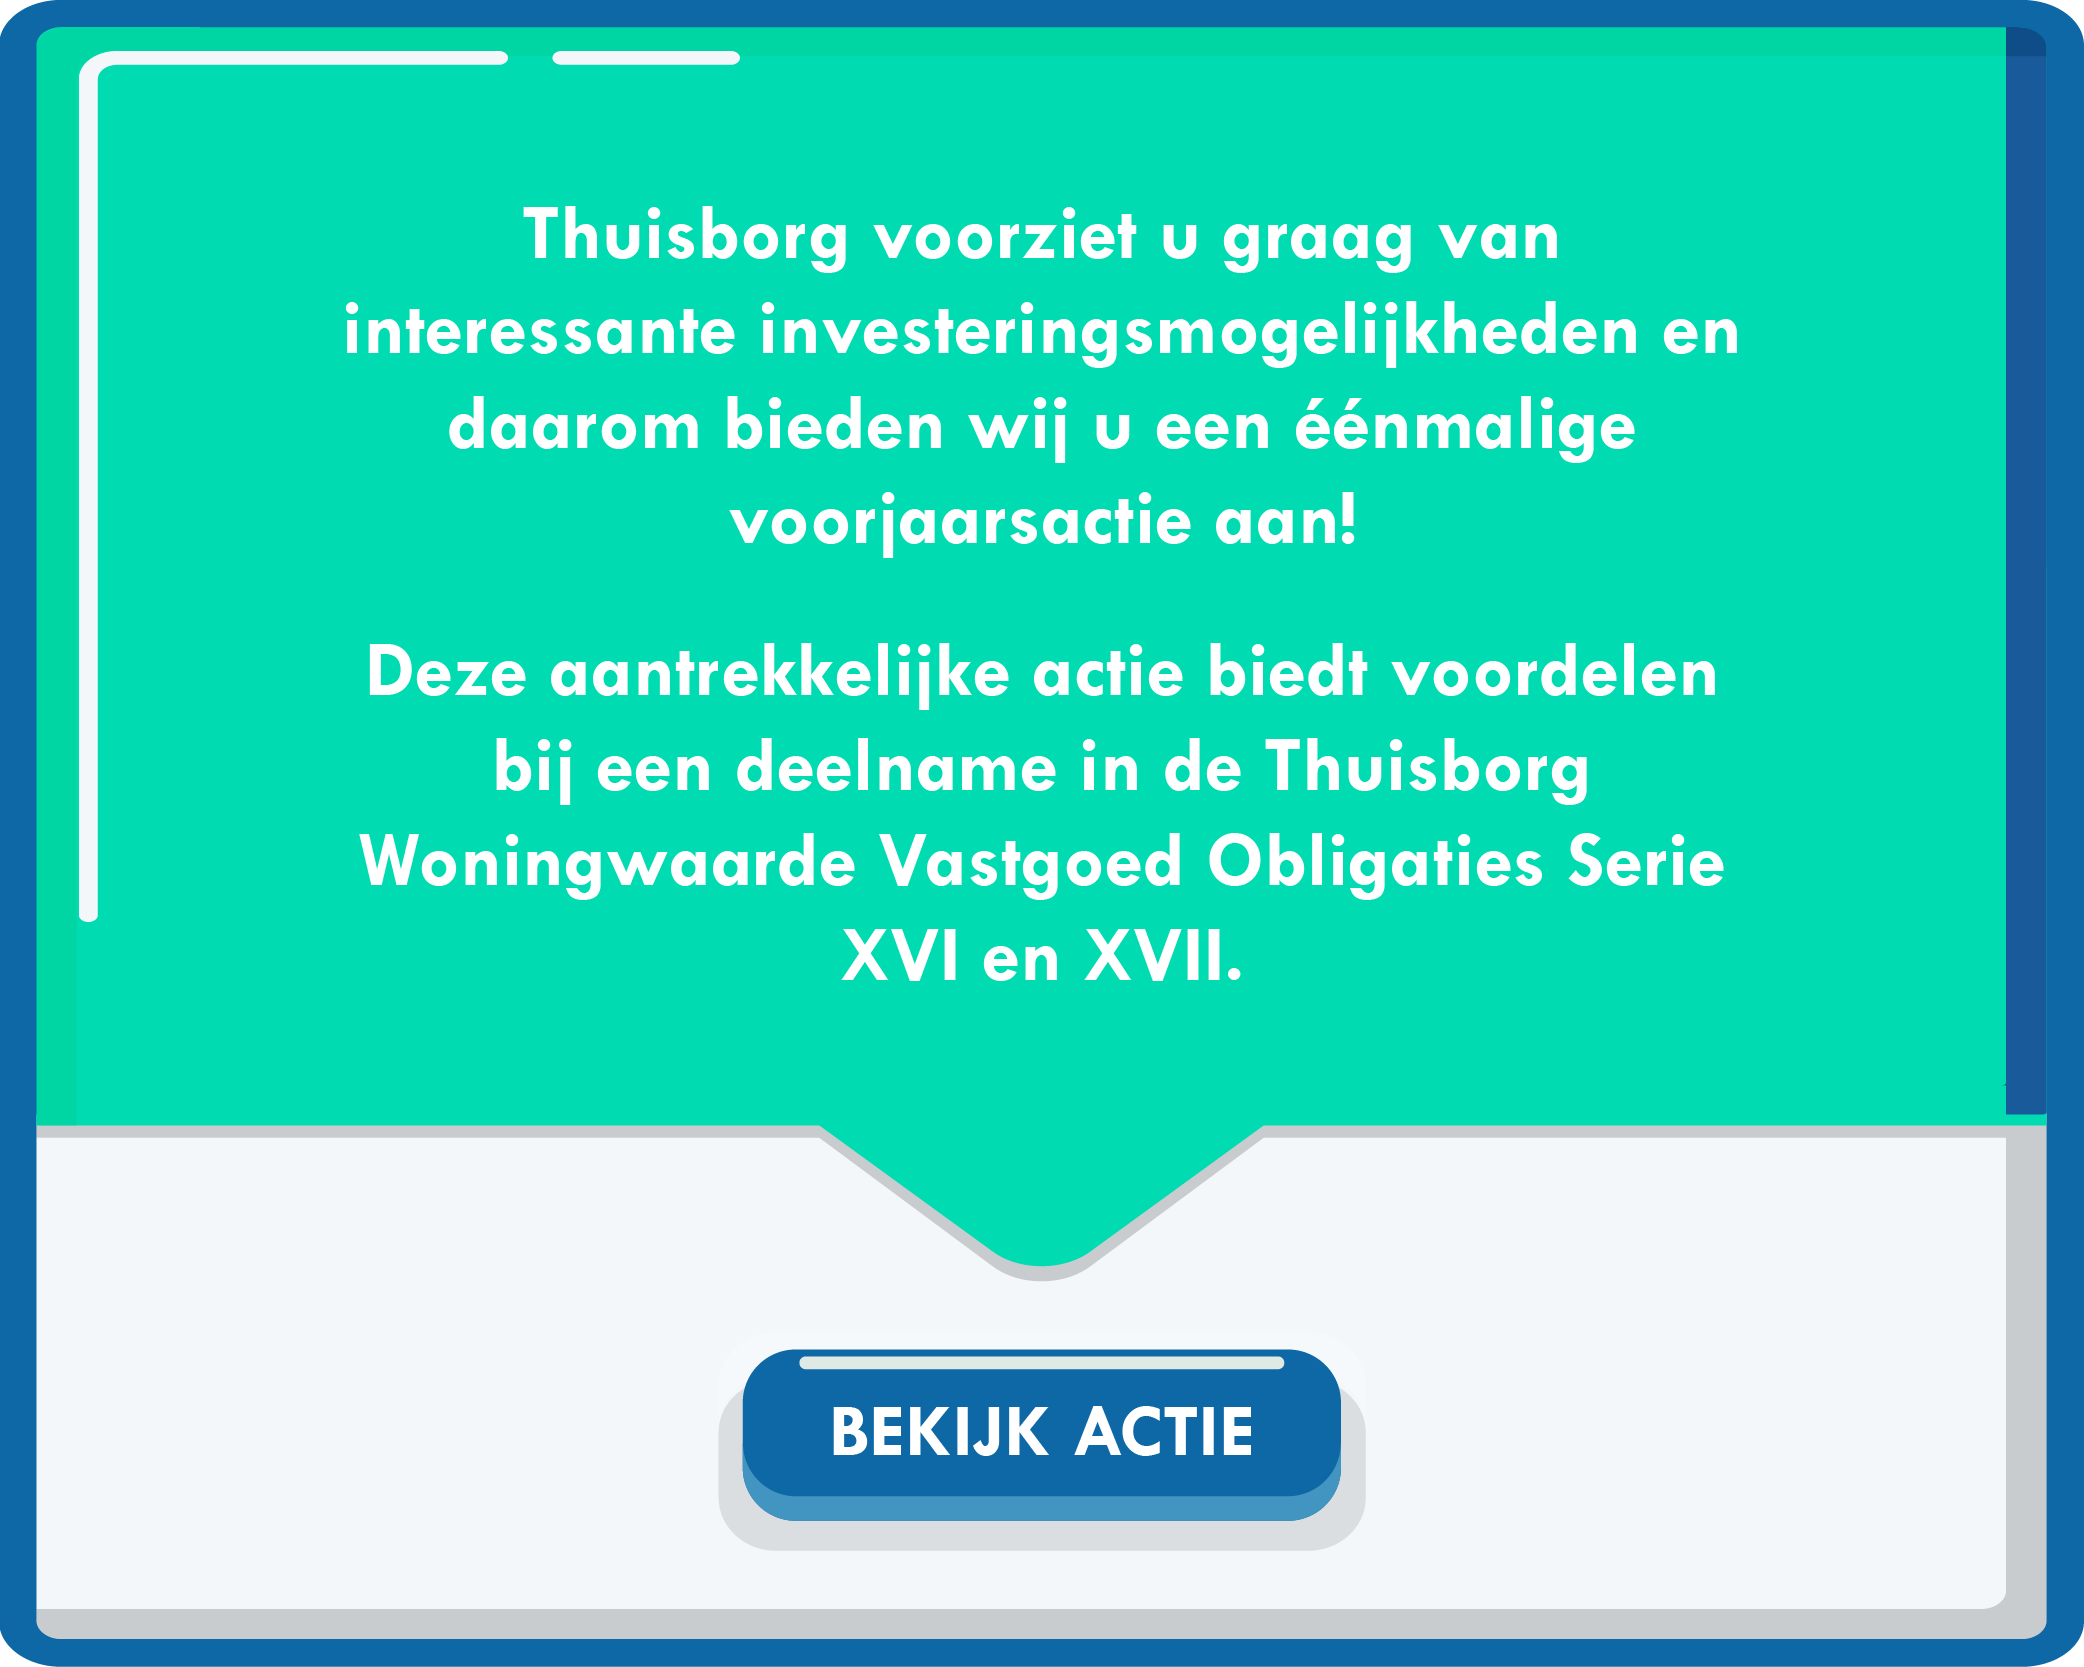 Thuisborg voorziet u graag van
interessante investeringsmogelijkheden en
daarom bieden wij u een éénmalige
voorjaarsactie aan!
Deze aantrekkelijke actie biedt voordelen
bij een deelname in de Thuisborg
Woningwaarde Vastgoed Obligaties Serie
XVI en XVII.
BEKIJK ACTIE